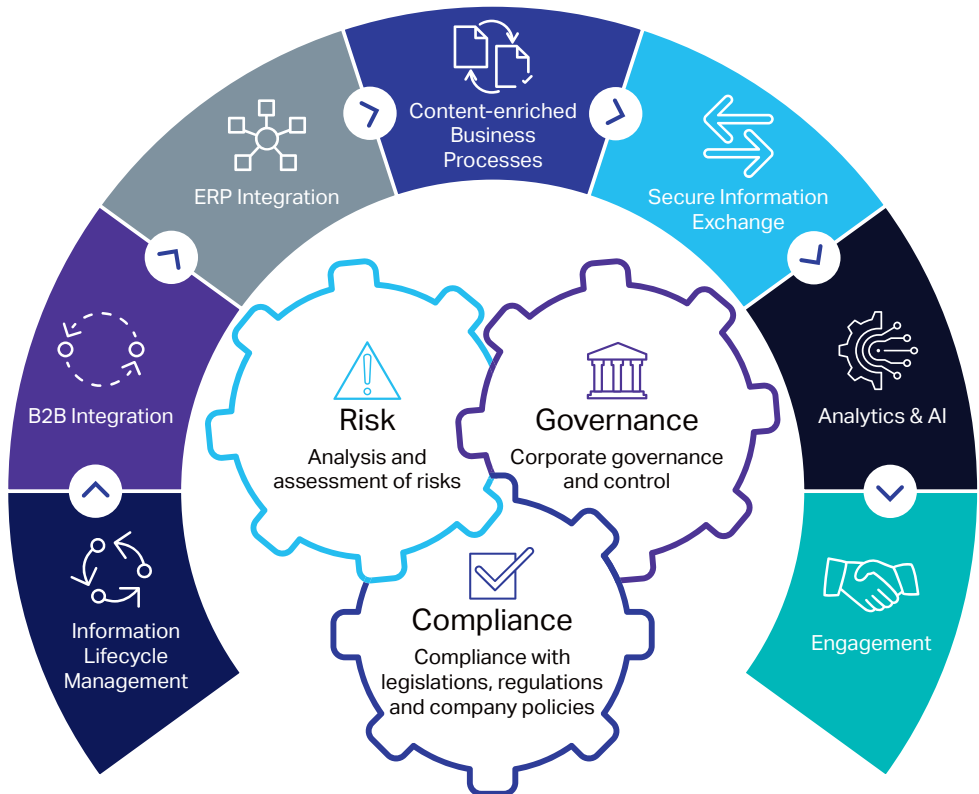 Content-enriched
Business
Processes
ERP Integration
Secure Information
Exchange
B2B Integration
Analytics & AI
Information
Lifecycle
Management
Engagement
Risk
Analysis and
assessment of risks
Governance
Corporate governance
and control
Compliance
Compliance with
legislations, regulations
and company policies